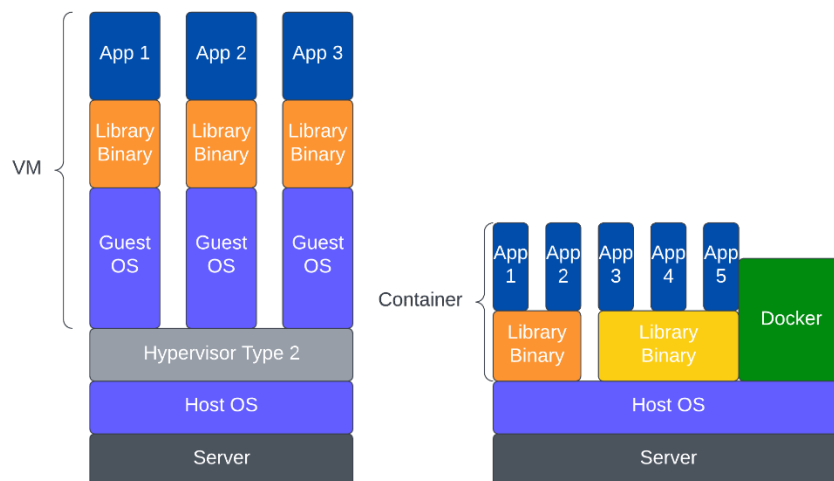 App 1
App 2
App 3
Library
Binary
Library
Binary
Library
Binary
VM
Guest
OS
Guest
OS
Guest
OS
Hypervisor Type 2
Host OS
Server
App
1
App
2
App
3
App
4
App
5
Container
Library
Binary
Library
Binary
Docker
Host OS
Server